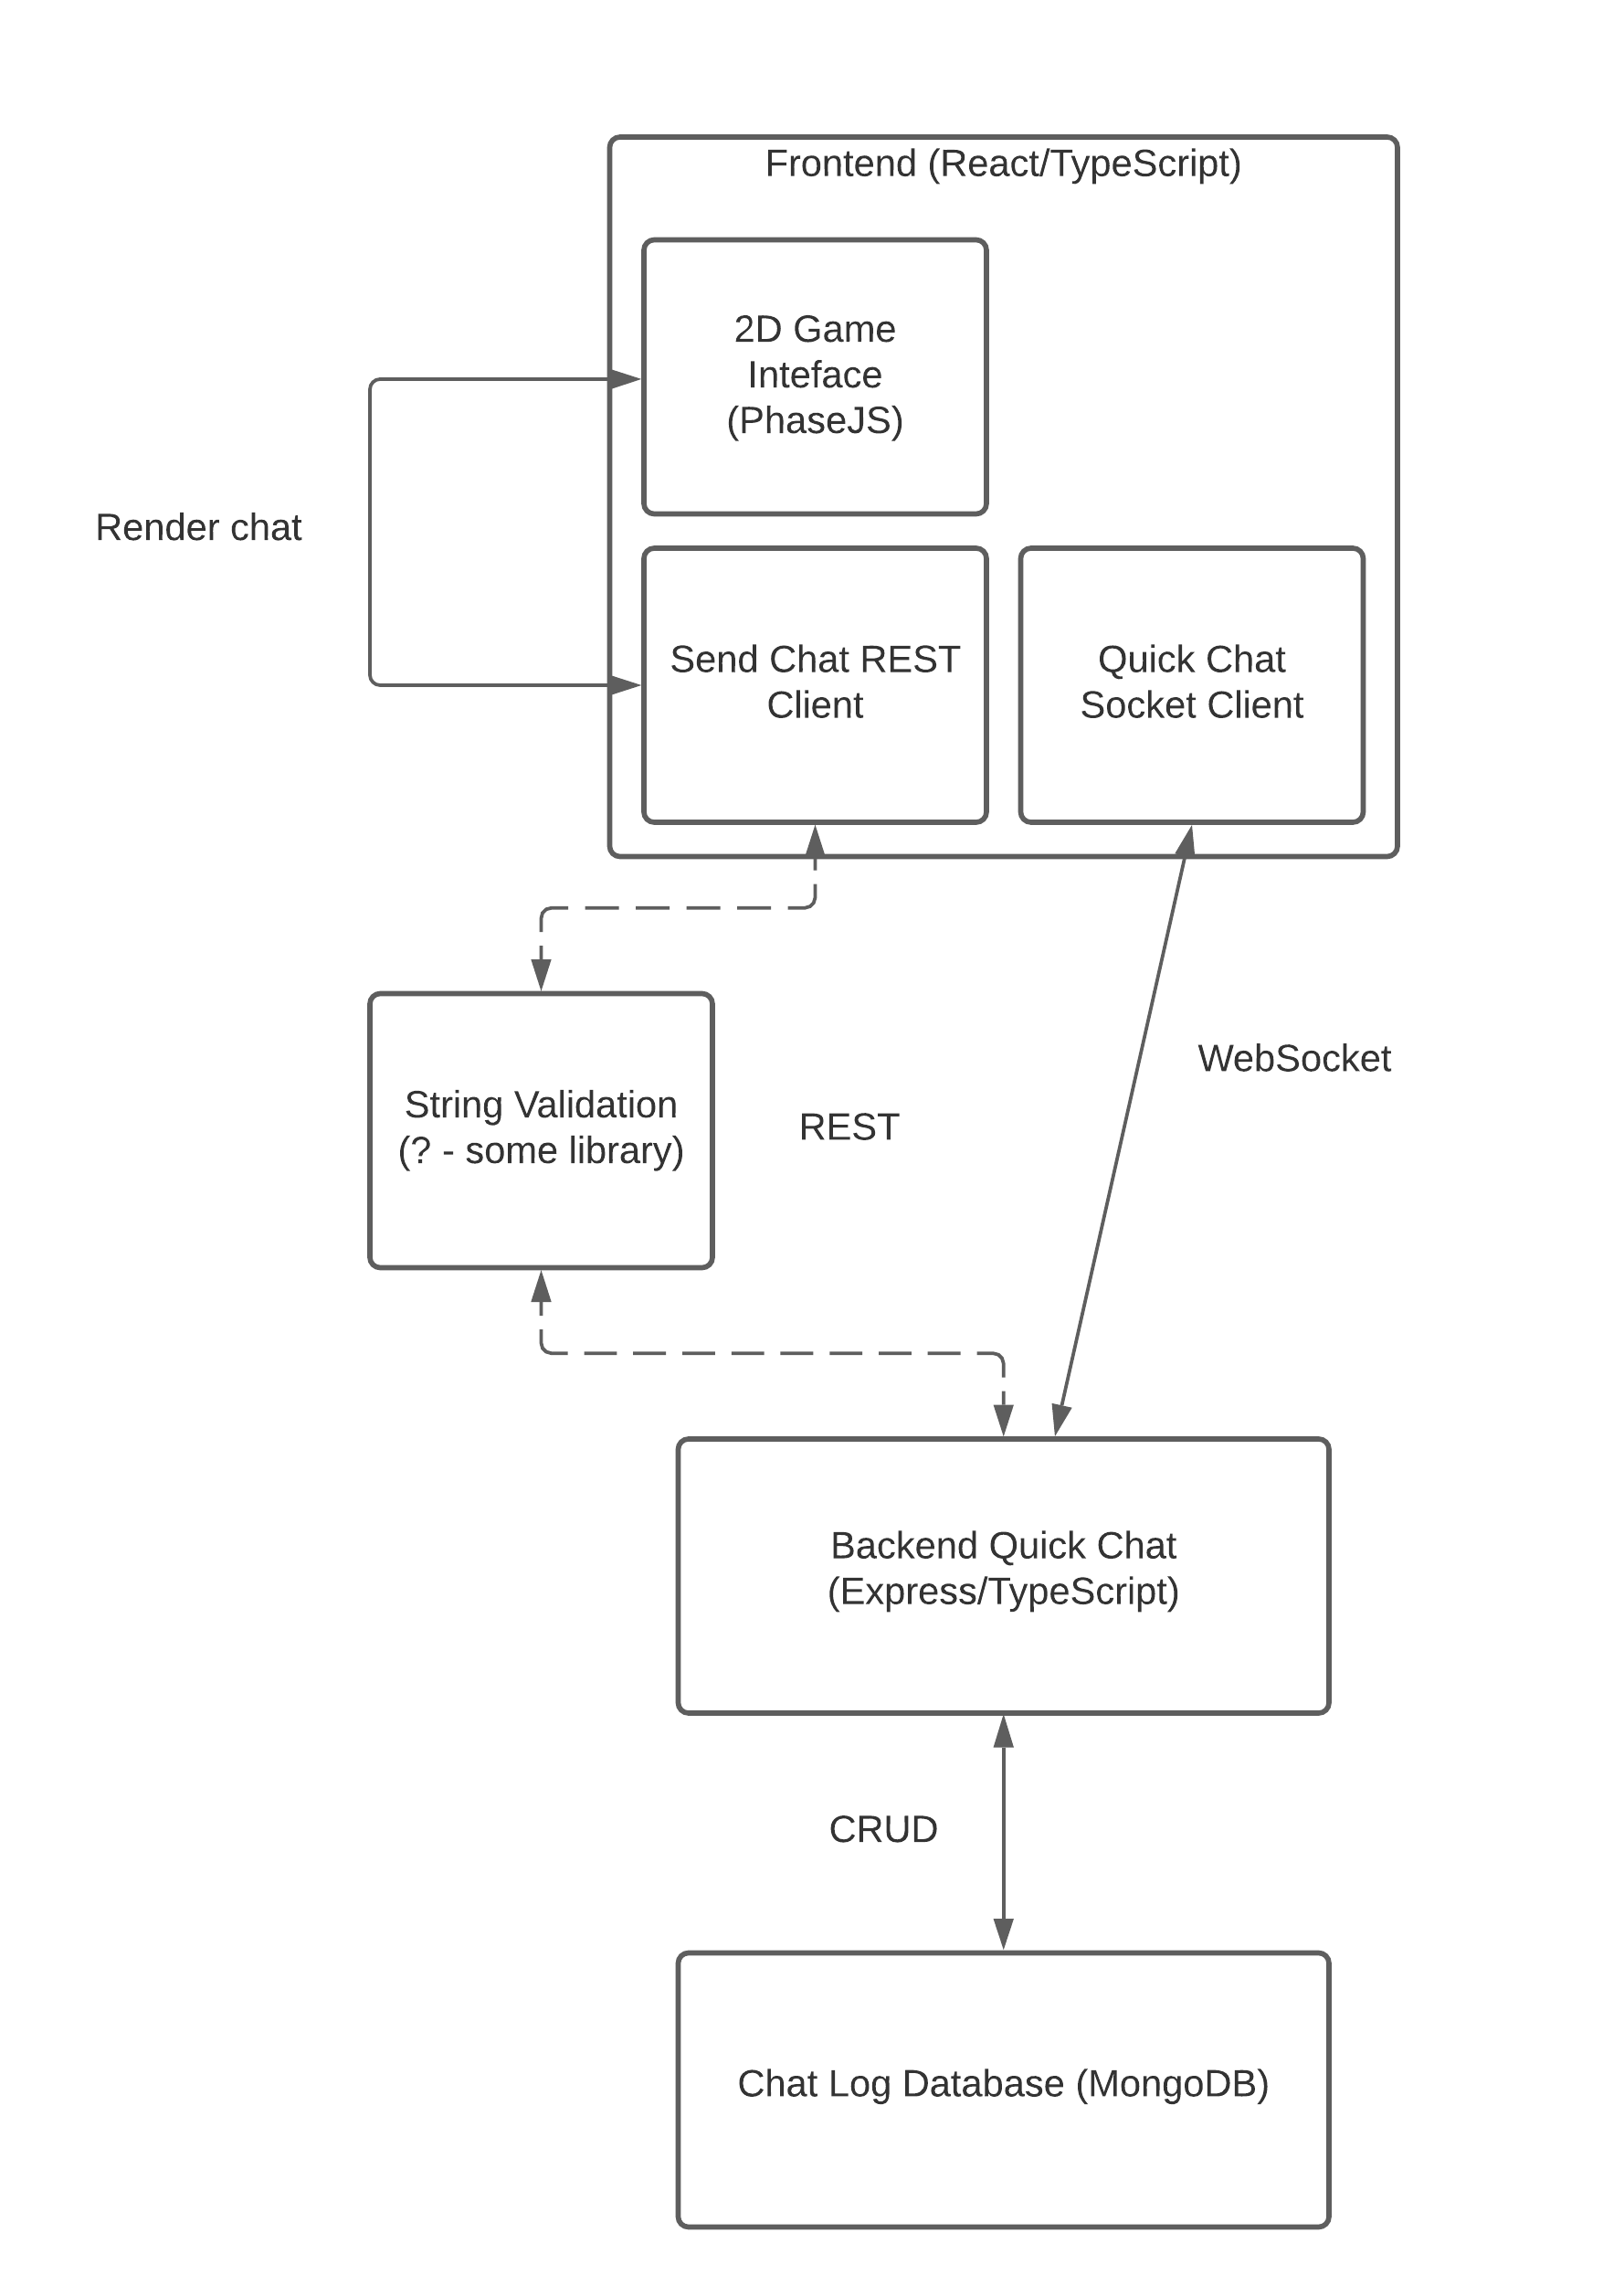 Frontend (React/TypeScript)
2D Game
Inteface
(PhaseJS)
Render chat
Send Chat REST
Client
Quick Chat
Socket Client
WebSocket
String Validation
(? - some library)
REST
Backend Quick Chat
(Express/TypeScript)
CRUD
Chat Log Database (MongoDB)